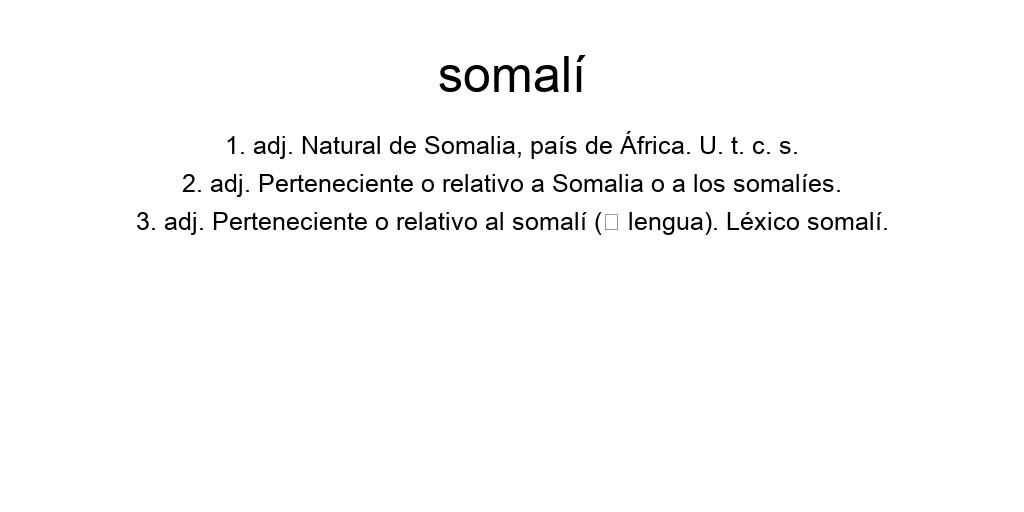 somalí
1. adj. Natural de Somalia, país de África. U. t. c. s.
2. adj. Perteneciente o relativo a Somalia o a los somalíes.
3. adj. Perteneciente o relativo al somalí (□ lengua). Léxico somalí.